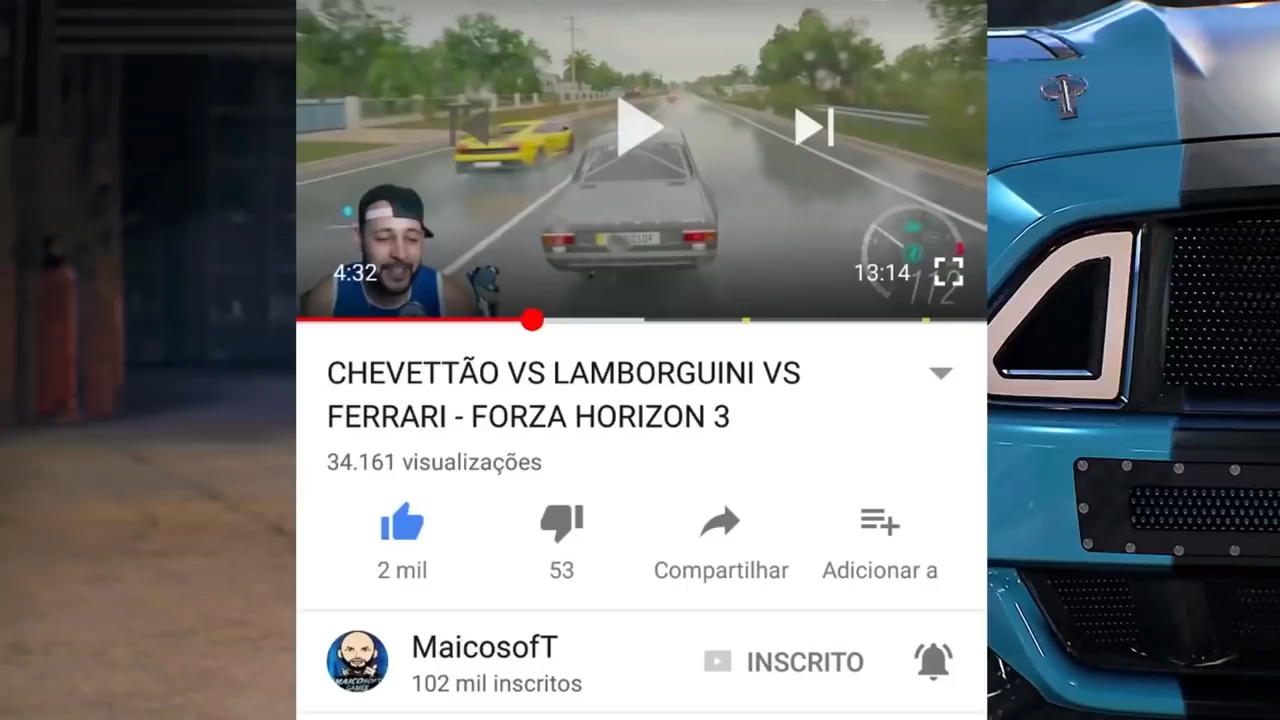 4:32
13:14
112
CHEVETTÃO VS LAMBORGUINI VS
FERRARI - FORZA HORIZON 3
34.161 visualizações
2 mil
53
Compartilhar
Adicionar a
MaicosofT
102 mil inscritos
INSCRITO